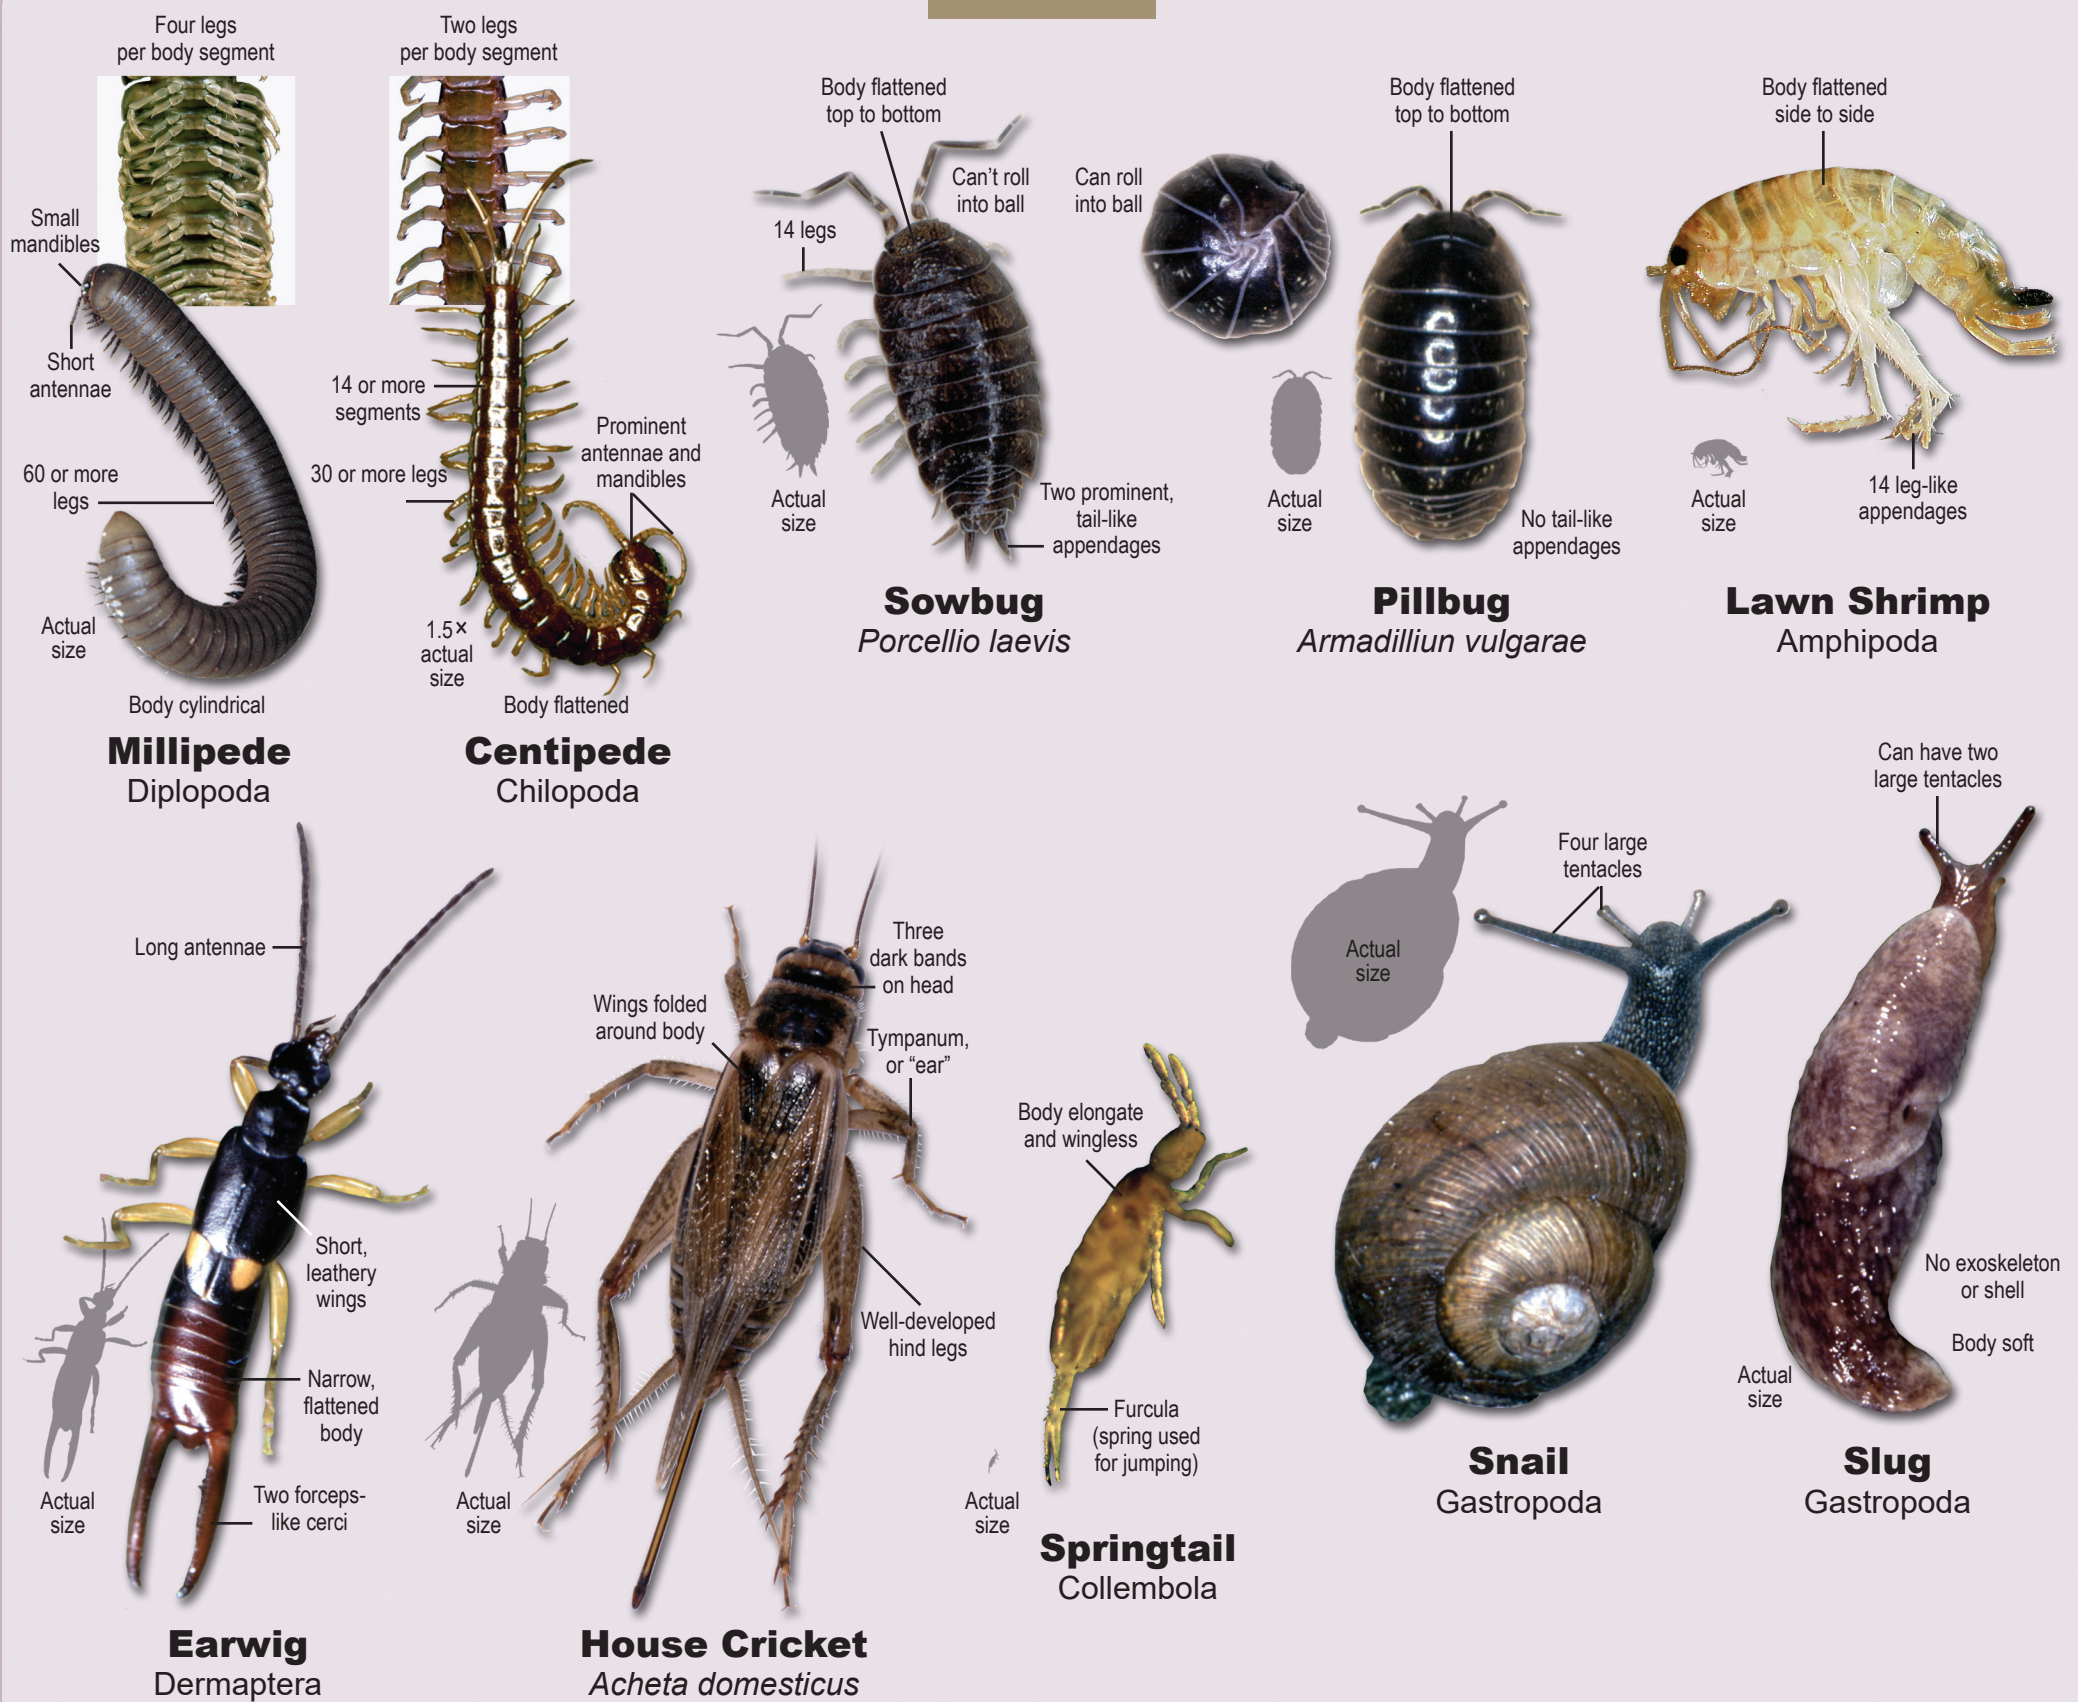 Four legs
per body segment
Small
mandibles
Short
antennae
60 or more
legs
Actual
size
Body cylindrical
Millipede
Diplopoda
Two legs
per body segment
14 or more
segments
30 or more legs
Prominent
antennae and
mandibles
1.5×
actual
size
Body flattened
Centipede
Chilopoda
Body flattened
top to bottom
Can't roll
into ball
14 legs
Actual
size
Two prominent,
tail-like
appendages
Sowbug
Porcellio laevis
Can roll
into ball
Body flattened
top to bottom
Actual
size
No tail-like
appendages
Pillbug
Armadilliun vulgarae
Body flattened
side to side
Actual
size
14 leg-like
appendages
Lawn Shrimp
Amphipoda
Long antennae
Short,
leathery
wings
Narrow,
flattened
body
Two forceps-
like cerci
Actual
size
Earwig
Dermaptera
Three
dark bands
on head
Wings folded
around body
Tympanum,
or “ear”
Well-developed
hind legs
Actual
size
House Cricket
Acheta domesticus
Body elongate
and wingless
Furcula
(spring used
for jumping)
Actual
size
Springtail
Collembola
Actual
size
Four large
tentacles
Snail
Gastropoda
Can have two
large tentacles
No exoskeleton
or shell
Body soft
Actual
size
Slug
Gastropoda